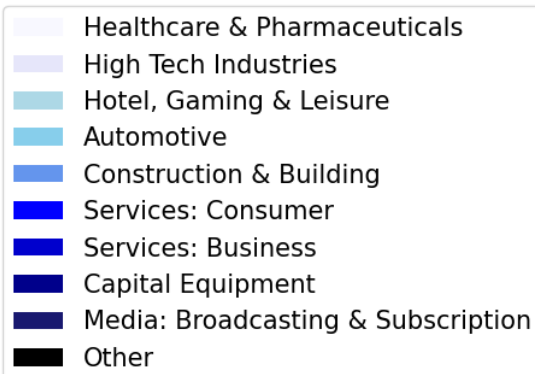 Healthcare & Pharmaceuticals
High Tech Industries
Hotel, Gaming & Leisure
Automotive
Construction & Building
Services: Consumer
Services: Business
Capital Equipment
Media: Broadcasting & Subscription
Other